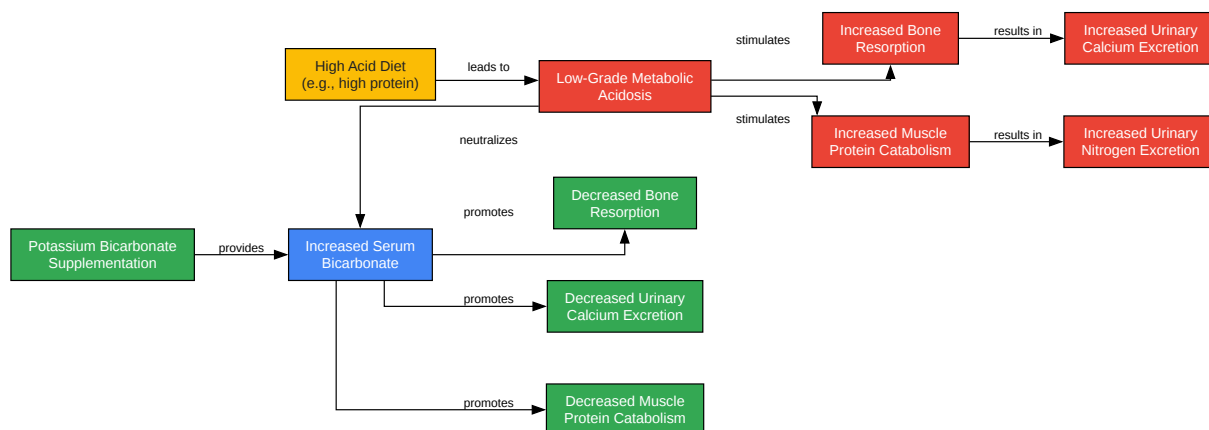 Increased Bone
Resorption
results in
Increased Urinary
Calcium Excretion
stimulates
High Acid Diet
(e.g., high protein)
leads to
Low-Grade Metabolic
Acidosis
stimulates
Increased Muscle
Protein Catabolism
results in
Increased Urinary
Nitrogen Excretion
neutralizes
Decreased Bone
Resorption
promotes
Potassium Bicarbonate
Supplementation
provides
Increased Serum
Bicarbonate
promotes
Decreased Urinary
Calcium Excretion
promotes
Decreased Muscle
Protein Catabolism